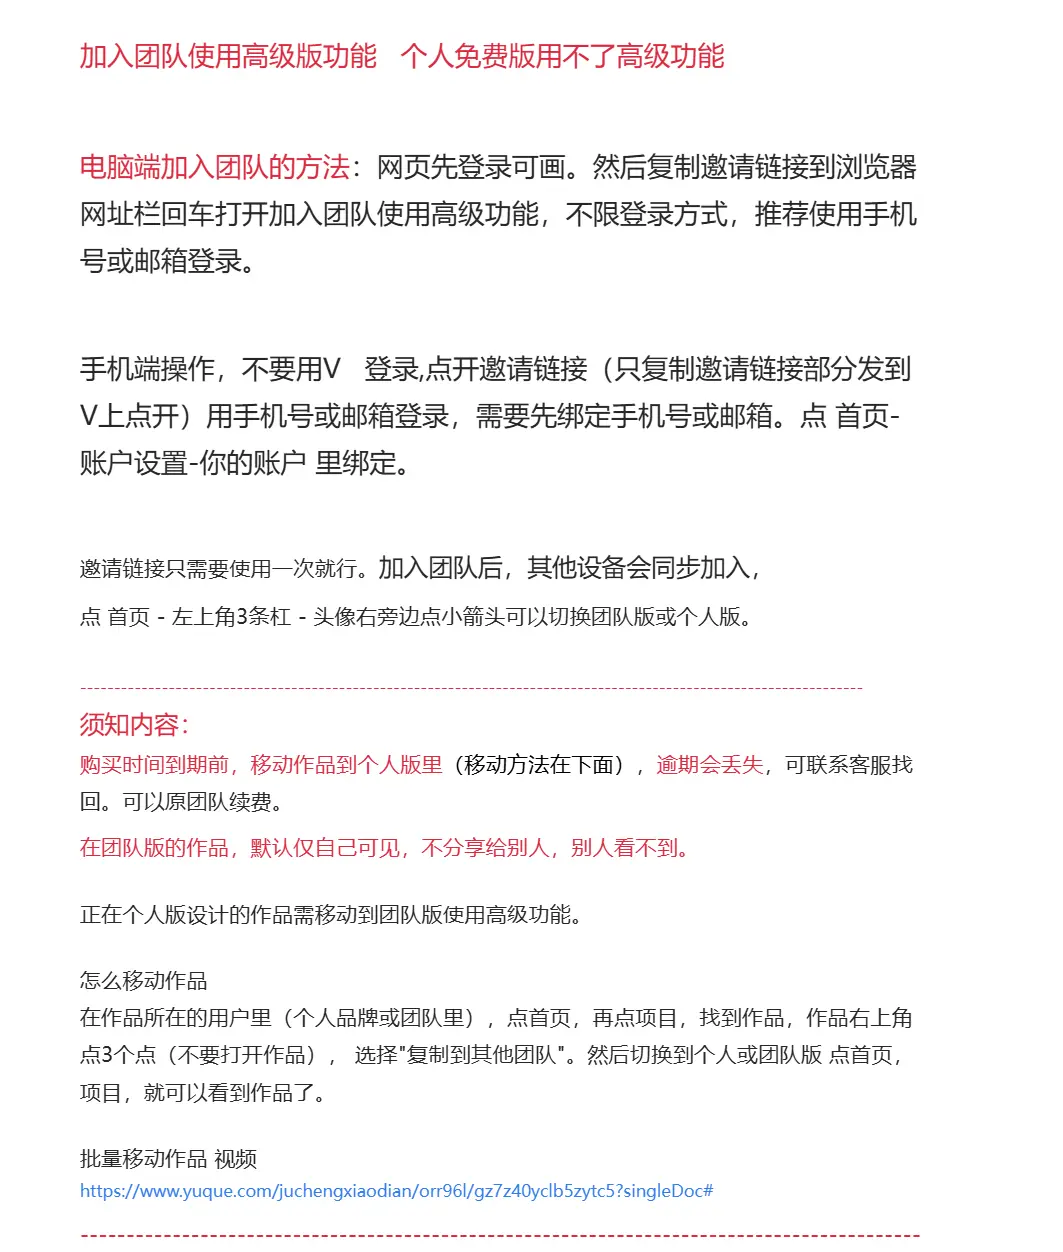 加入团队使用高级版功能   个人免费版用不了高级功能
电脑端加入团队的方法：网页先登录可画。然后复制邀请链接到浏览器
网址栏回车打开加入团队使用高级功能，不限登录方式，推荐使用手机
号或邮箱登录。
手机端操作，不要用V   登录,点开邀请链接（只复制邀请链接部分发到
V上点开）用手机号或邮箱登录，需要先绑定手机号或邮箱。点 首页-
账户设置-你的账户 里绑定。
邀请链接只需要使用一次就行。加入团队后，其他设备会同步加入，
点 首页 - 左上角3条杠 - 头像右旁边点小箭头可以切换团队版或个人版。
须知内容：
购买时间到期前，移动作品到个人版里（移动方法在下面），逾期会丢失，可联系客服找
回。可以原团队续费。
在团队版的作品，默认仅自己可见，不分享给别人，别人看不到。
正在个人版设计的作品需移动到团队版使用高级功能。
怎么移动作品
在作品所在的用户里（个人品牌或团队里），点首页，再点项目，找到作品，作品右上角
点3个点（不要打开作品）， 选择"复制到其他团队"。然后切换到个人或团队版 点首页，
项目，就可以看到作品了。
批量移动作品 视频
https://www.yuque.com/juchengxiaodian/orr96l/gz7z40yclb5zytc5?singleDoc#